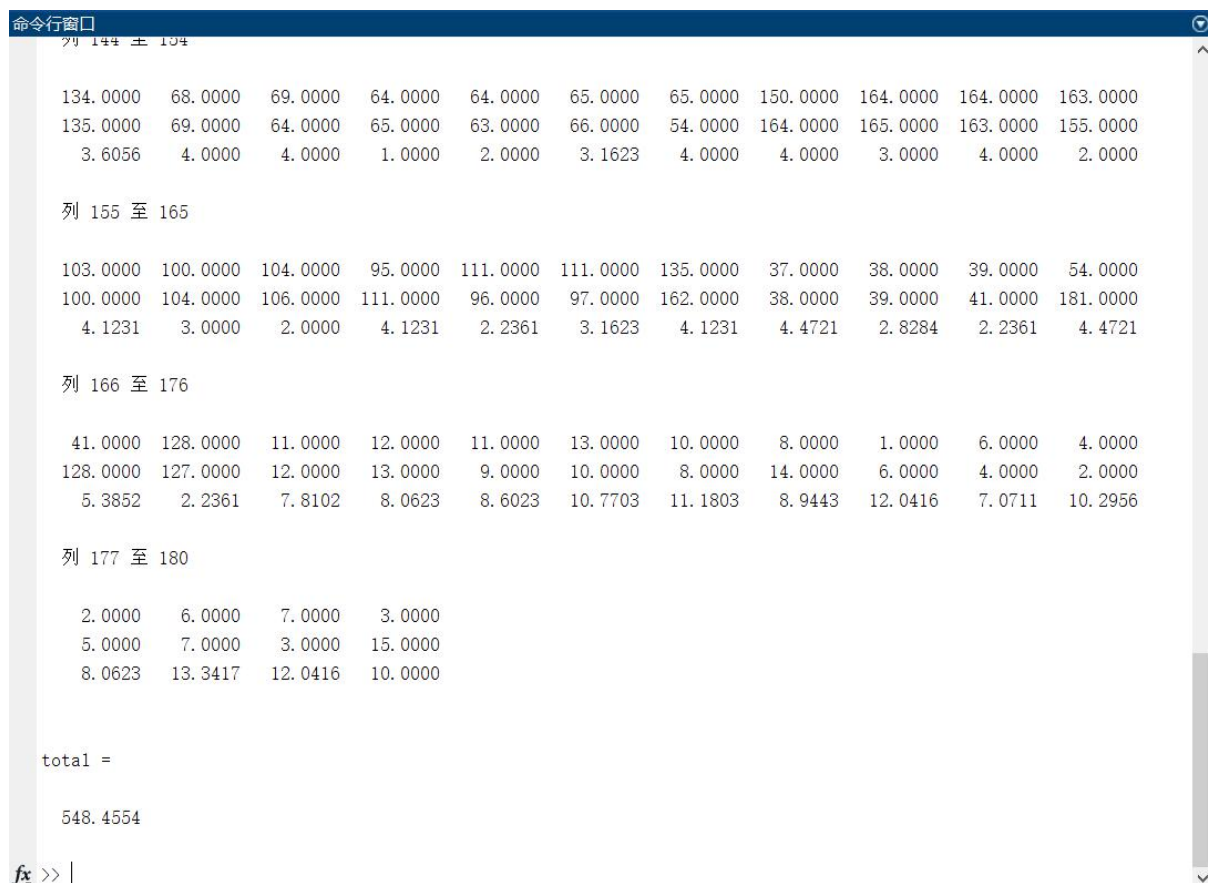 命令行窗口
列 144 至 154
134.0000 68.0000 69.0000 64.0000 64.0000 65.0000 65.0000 150.0000 164.0000 164.0000 163.0000
135.0000 69.0000 64.0000 65.0000 63.0000 66.0000 54.0000 164.0000 165.0000 163.0000 155.0000
3.6056 4.0000 4.0000 1.0000 2.0000 3.1623 4.0000 4.0000 3.0000 4.0000 2.0000
列 155 至 165
103.0000 100.0000 104.0000 95.0000 111.0000 111.0000 135.0000 37.0000 38.0000 39.0000 54.0000
100.0000 104.0000 106.0000 111.0000 96.0000 97.0000 162.0000 38.0000 39.0000 41.0000 181.0000
4.1231 3.0000 2.0000 4.1231 2.2361 3.1623 4.1231 4.4721 2.8284 2.2361 4.4721
列 166 至 176
41.0000 128.0000 11.0000 12.0000 11.0000 13.0000 10.0000 8.0000 1.0000 6.0000 4.0000
128.0000 127.0000 12.0000 13.0000 9.0000 10.0000 8.0000 14.0000 6.0000 4.0000 2.0000
5.3852 2.2361 7.8102 8.0623 8.6023 10.7703 11.1803 8.9443 12.0416 7.0711 10.2956
列 177 至 180
2.0000 6.0000 7.0000 3.0000
5.0000 7.0000 3.0000 15.0000
8.0623 13.3417 12.0416 10.0000
total =
548.4554
fx >>